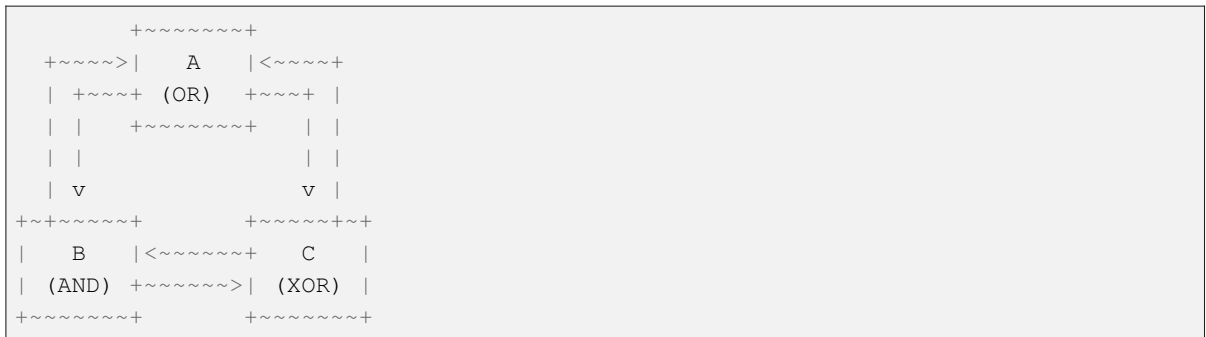 +~~~~~~~+
  +~~~~>|   A   |<~~~~+
  | +~~~+ (OR)  +~~~+ |
  | |   +~~~~~~~+   | |
  | |               | |
  | v               v |
+~+~~~~~+       +~~~~~+~+
|   B   |<~~~~~~+   C   |
| (AND) +~~~~~~>| (XOR) |
+~~~~~~~+       +~~~~~~~+